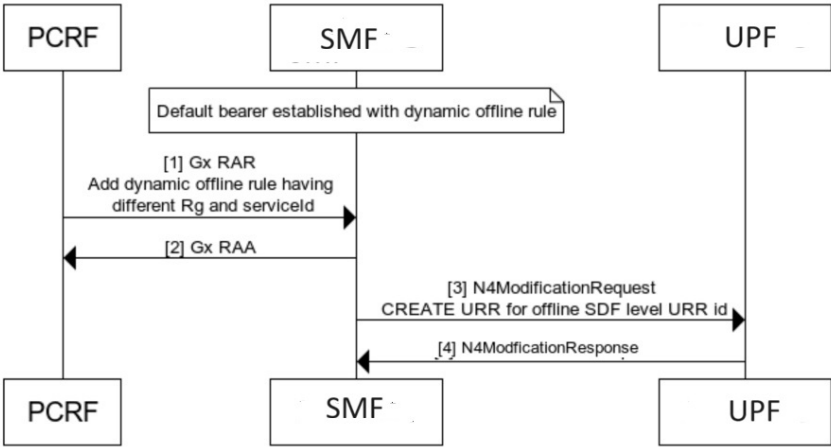 PCRF
SMF
UPF
Default bearer established with dynamic offline rule
[1] Gx RAR
Add dynamic offline rule having
different Rg and serviceId
[2] Gx RAA
[3] N4ModificationRequest
CREATE URR for offline SDF level URR id
[4] N4ModficationResponse
PCRF
SMF
UPF